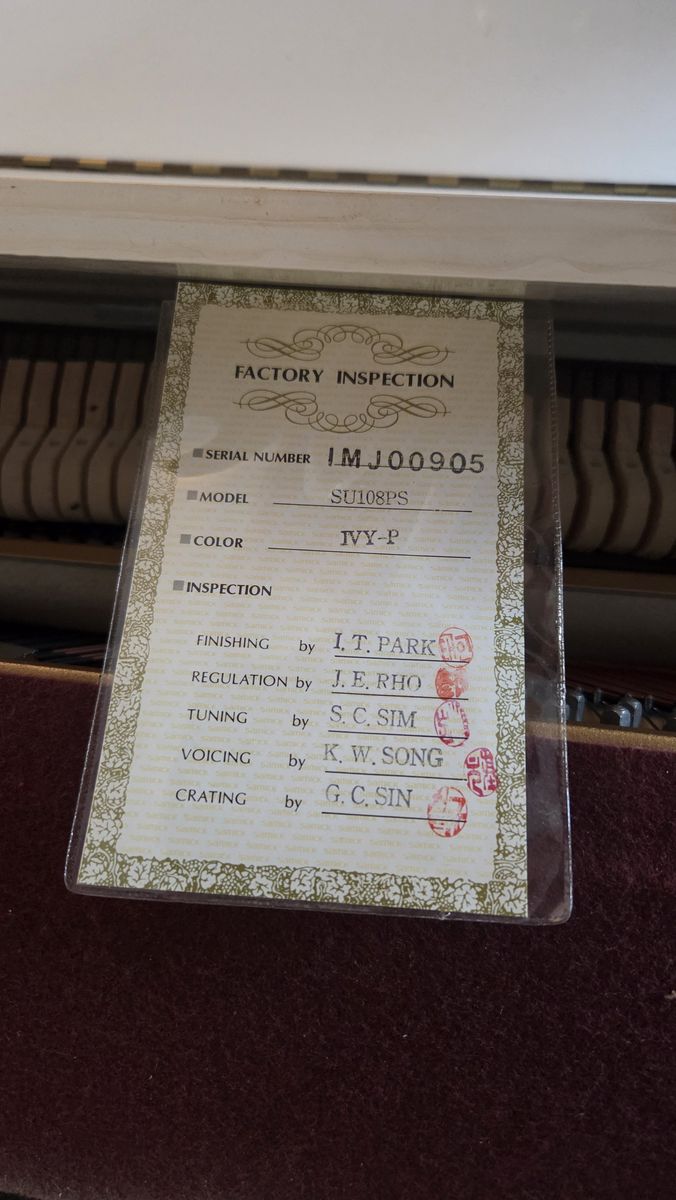 FACTORY INSPECTION
SERIAL NUMBER IMJ00905
MODEL SU108PS
COLOR IVY-P
INSPECTION
FINISHING by I. T. PARK
REGULATION by J. E. RHO
TUNING by S. C. SIM
VOICING by K. W. SONG
CRATING by G. C. SIN